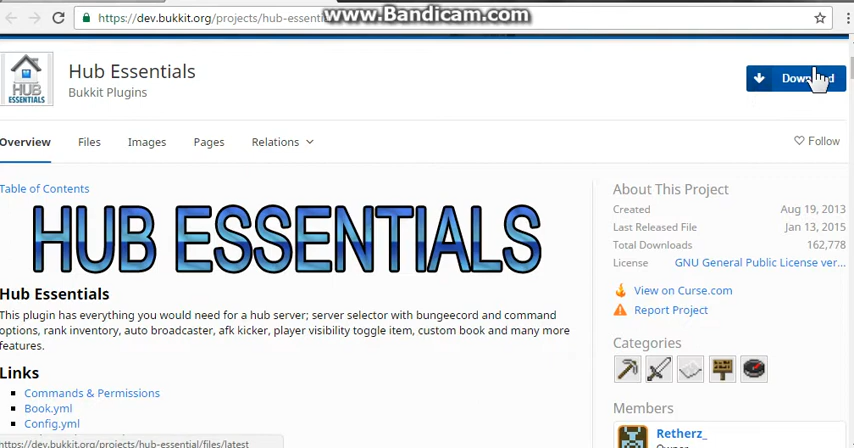 https://dev.bukkit.org/projects/hub-essenti
www.Bandicam.com
HUB
ESSENTIALS
Hub Essentials
Bukkit Plugins
Download
Overview
Files
Images
Pages
Relations
Follow
Table of Contents
HUB ESSENTIALS
Hub Essentials
This plugin has everything you would need for a hub server; server selector with bungeecord and command
options, rank inventory, auto broadcaster, afk kicker, player visibility toggle item, custom book and many more
features.
Links
Commands & Permissions
Book.yml
Config.yml
https://dev.bukkit.org/projects/hub-essential/files/latest
About This Project
Created Aug 19, 2013
Last Released File Jan 13, 2015
Total Downloads 162,778
License GNU General Public License ver...
View on Curse.com
Report Project
Categories
Members
Retherz_
Owner